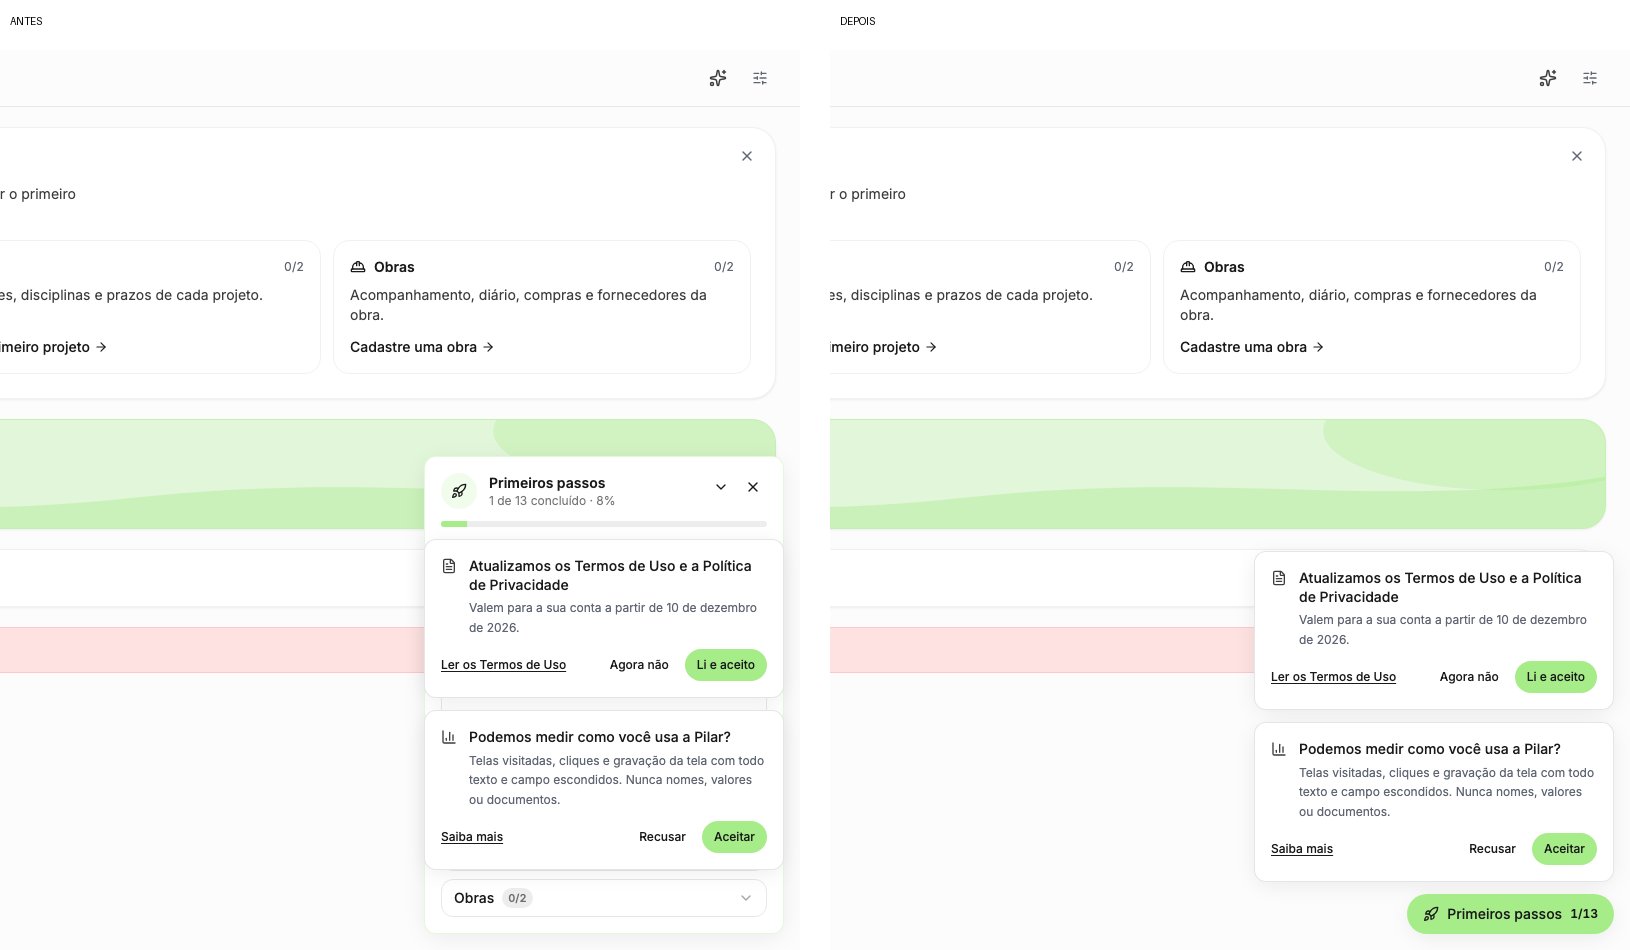 ANTES
r o primeiro
0/2
es, disciplinas e prazos de cada projeto.
imeiro projeto →
Obras
0/2
Acompanhamento, diário, compras e fornecedores da
obra.
Cadastre uma obra →
Primeiros passos
1 de 13 concluído · 8%
Atualizamos os Termos de Uso e a Política
de Privacidade
Valem para a sua conta a partir de 10 de dezembro
de 2026.
Ler os Termos de Uso
Agora não
Li e aceito
Podemos medir como você usa a Pilar?
Telas visitadas, cliques e gravação da tela com todo
texto e campo escondidos. Nunca nomes, valores
ou documentos.
Saiba mais
Recusar
Aceitar
Obras 0/2
DEPOIS
r o primeiro
0/2
es, disciplinas e prazos de cada projeto.
imeiro projeto →
Obras
0/2
Acompanhamento, diário, compras e fornecedores da
obra.
Cadastre uma obra →
Atualizamos os Termos de Uso e a Política
de Privacidade
Valem para a sua conta a partir de 10 de dezembro
de 2026.
Ler os Termos de Uso
Agora não
Li e aceito
Podemos medir como você usa a Pilar?
Telas visitadas, cliques e gravação da tela com todo
texto e campo escondidos. Nunca nomes, valores
ou documentos.
Saiba mais
Recusar
Aceitar
Primeiros passos 1/13